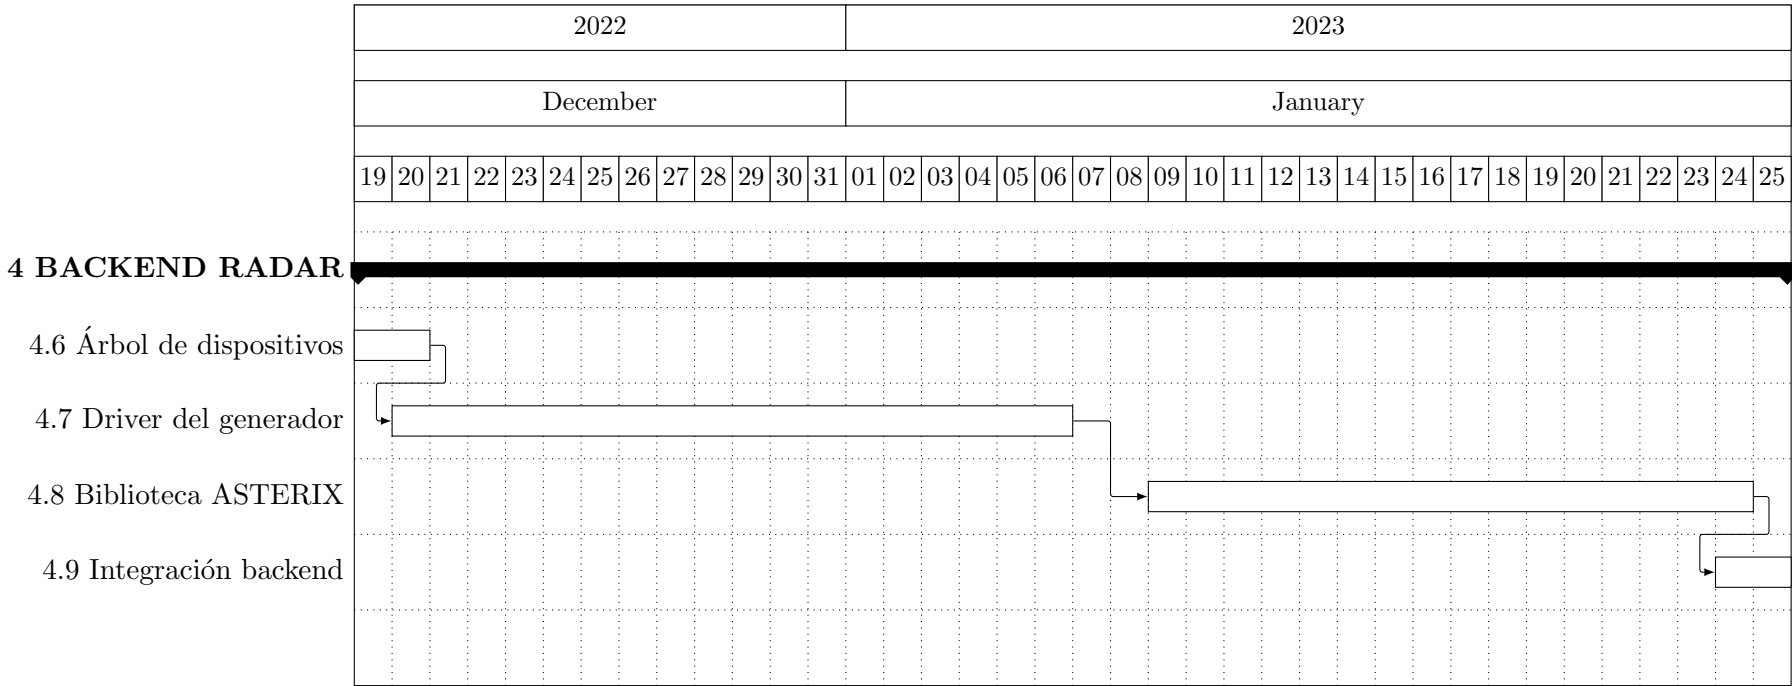 2022 2023
December January
19 20 21 22 23 24 25 26 27 28 29 30 31 01 02 03 04 05 06 07 08 09 10 11 12 13 14 15 16 17 18 19 20 21 22 23 24 25
4 BACKEND RADAR
4.6 Árbol de dispositivos
4.7 Driver del generador
4.8 Biblioteca ASTERIX
4.9 Integración backend